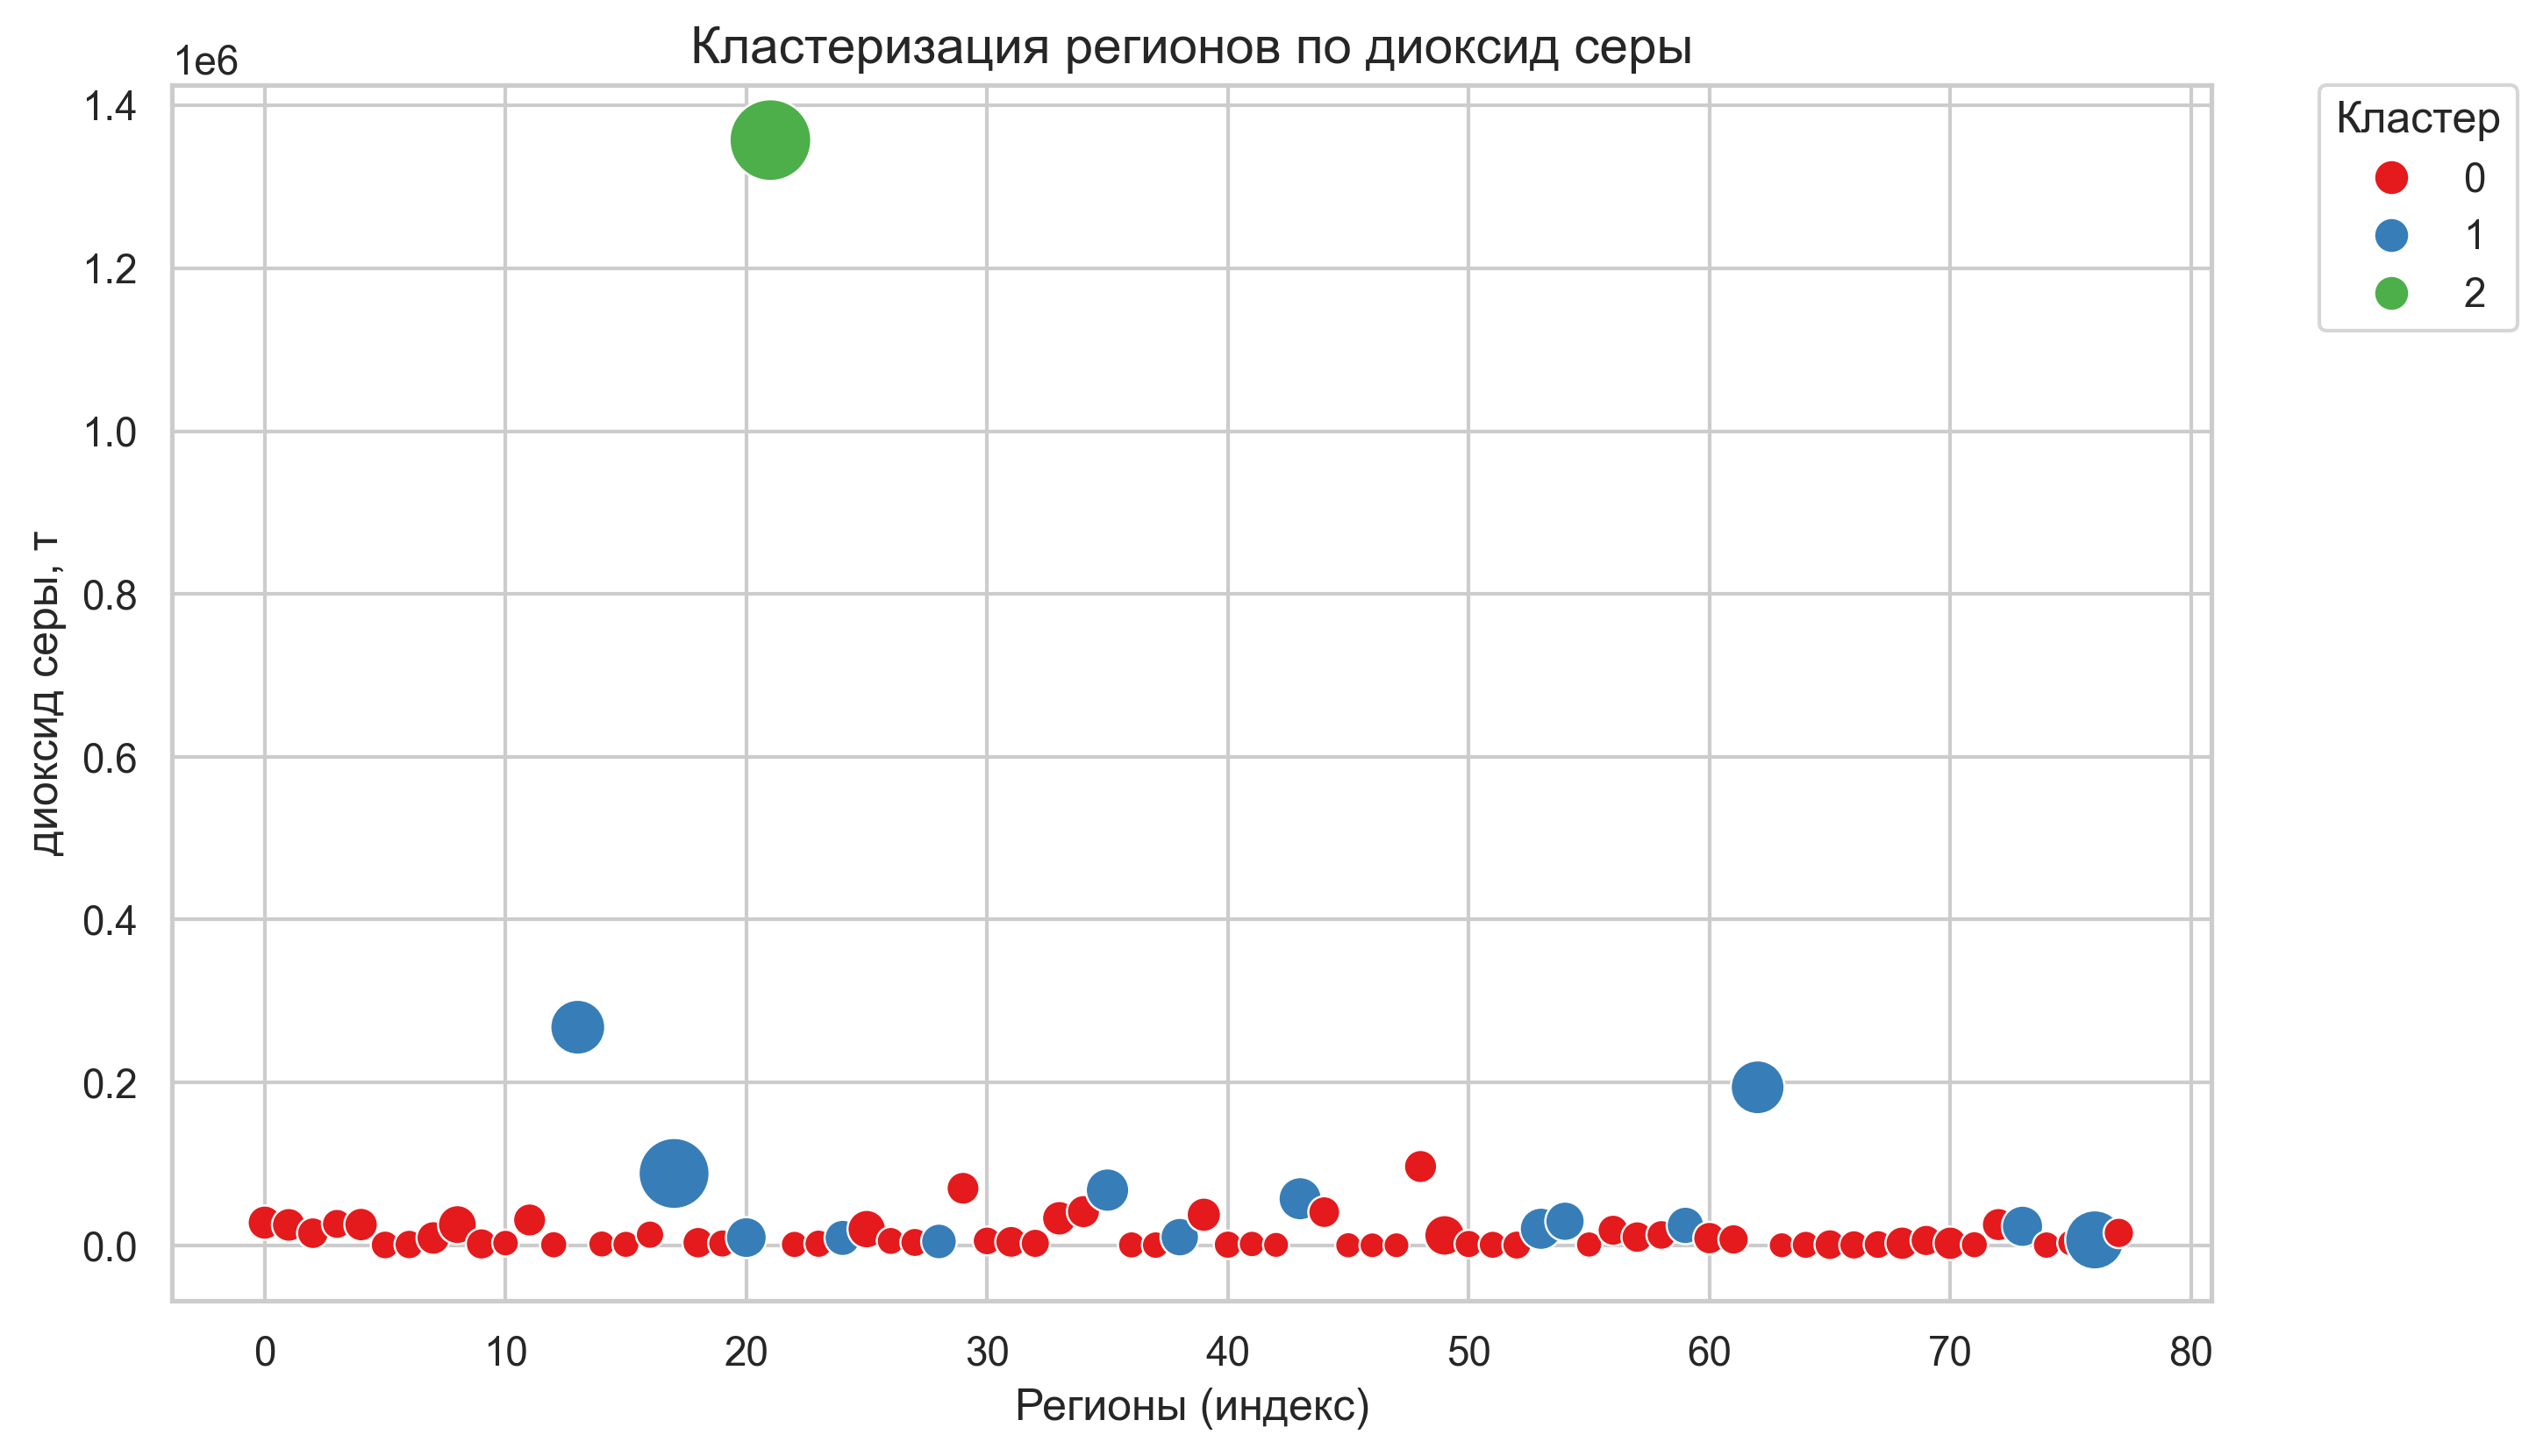 Кластеризация регионов по диоксид серы
1e6
1.4
1.2
1.0
0.8
0.6
0.4
0.2
0.0
диоксид серы, т
0 10 20 30 40 50 60 70 80
Регионы (индекс)
Кластер
0
1
2